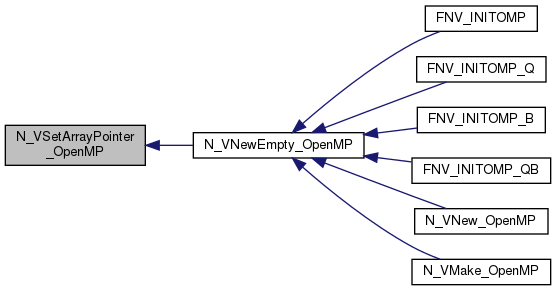 N_VSetArrayPointer
_OpenMP
N_VNewEmpty_OpenMP
FNV_INITOMP
FNV_INITOMP_Q
FNV_INITOMP_B
FNV_INITOMP_QB
N_VNew_OpenMP
N_VMake_OpenMP